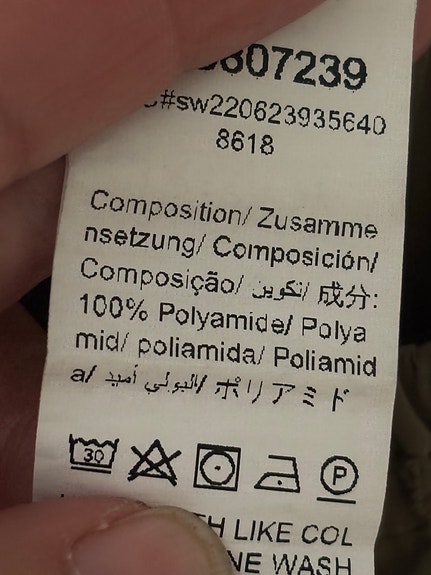 807239
#sw220623935640
8618
Composition/ Zusamme
nsetzung/ Composición/
Composição/ تكوين/ 成分:
100% Polyamide/ Polya
mid/ poliamida/ Poliamid
a/ البولي أميد/ ポリアミド
30
P
LIKE COL
WASH